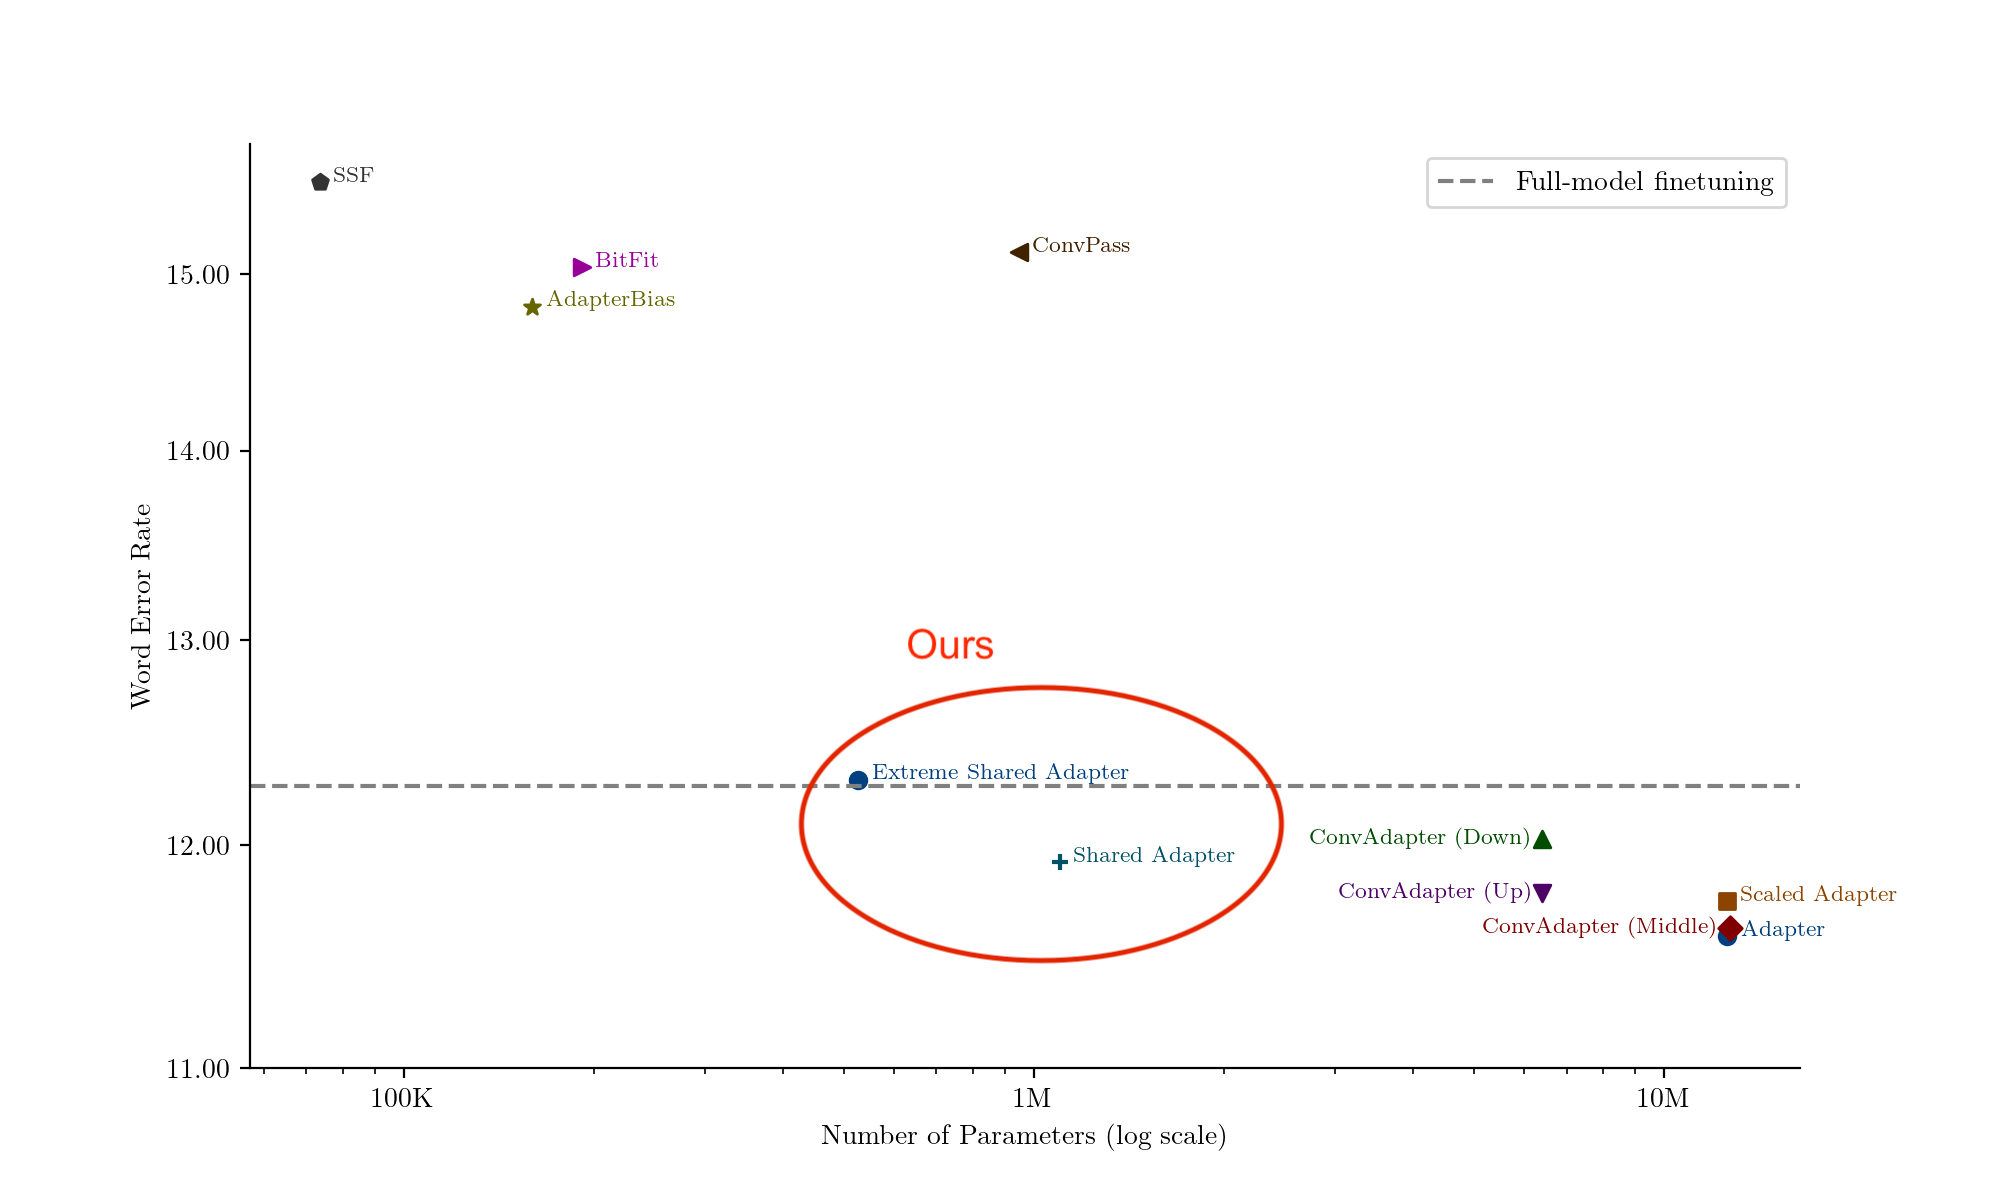 SSF
Full-model finetuning
ConvPass
BitFit
15.00
AdapterBias
14.00
Word Error Rate
13.00
Ours
Extreme Shared Adapter
12.00
ConvAdapter (Down)
Shared Adapter
ConvAdapter (Up)
Scaled Adapter
ConvAdapter (Middle)
Adapter
11.00
100K
1M
10M
Number of Parameters (log scale)